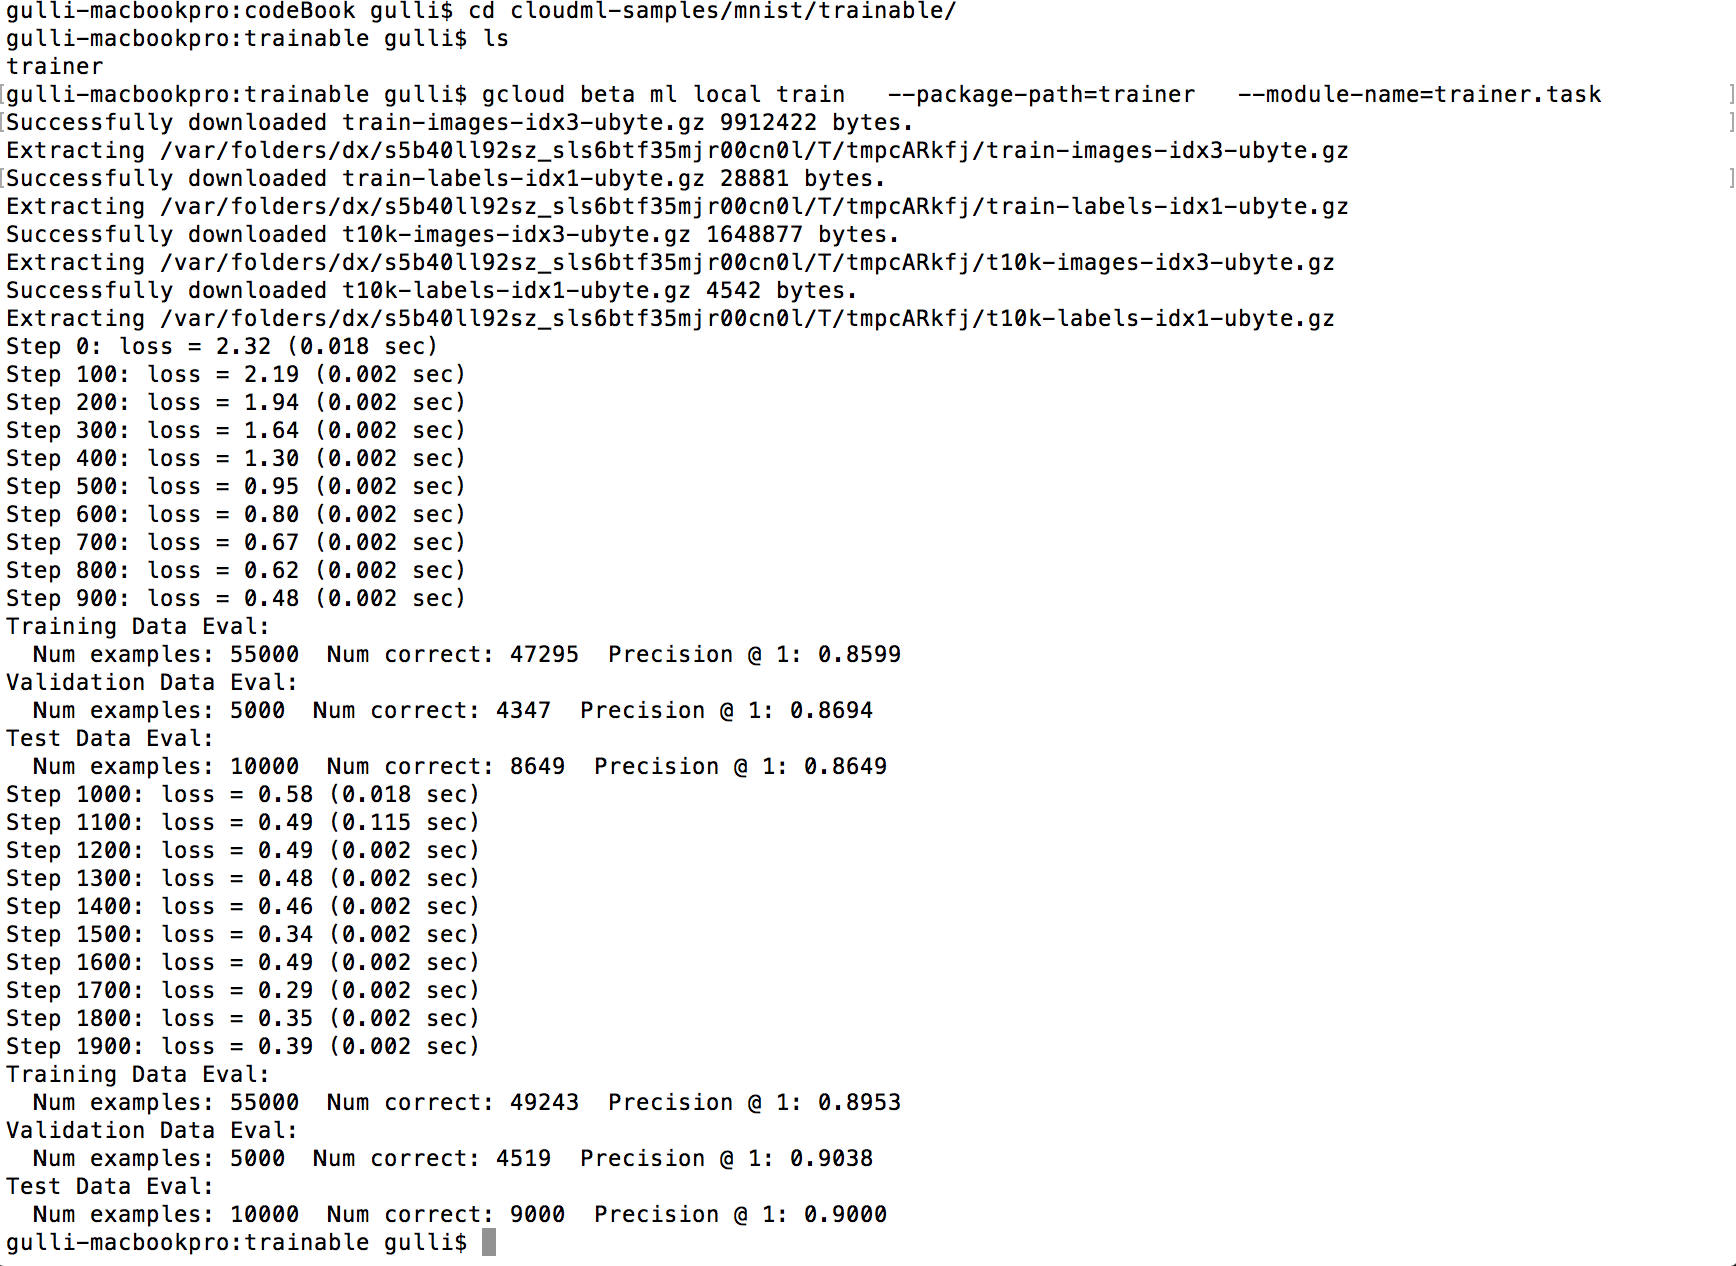 gulli-macbookpro:codeBook gulli$ cd cloudml-samples/mnist/trainable/
gulli-macbookpro:trainable gulli$ ls
trainer
[gulli-macbookpro:trainable gulli$ gcloud beta ml local train   --package-path=trainer   --module-name=trainer.task ]
[Successfully downloaded train-images-idx3-ubyte.gz 9912422 bytes. ]
Extracting /var/folders/dx/s5b40ll92sz_sls6btf35mjr00cn0l/T/tmpcARkfj/train-images-idx3-ubyte.gz
[Successfully downloaded train-labels-idx1-ubyte.gz 28881 bytes. ]
Extracting /var/folders/dx/s5b40ll92sz_sls6btf35mjr00cn0l/T/tmpcARkfj/train-labels-idx1-ubyte.gz
Successfully downloaded t10k-images-idx3-ubyte.gz 1648877 bytes.
Extracting /var/folders/dx/s5b40ll92sz_sls6btf35mjr00cn0l/T/tmpcARkfj/t10k-images-idx3-ubyte.gz
Successfully downloaded t10k-labels-idx1-ubyte.gz 4542 bytes.
Extracting /var/folders/dx/s5b40ll92sz_sls6btf35mjr00cn0l/T/tmpcARkfj/t10k-labels-idx1-ubyte.gz
Step 0: loss = 2.32 (0.018 sec)
Step 100: loss = 2.19 (0.002 sec)
Step 200: loss = 1.94 (0.002 sec)
Step 300: loss = 1.64 (0.002 sec)
Step 400: loss = 1.30 (0.002 sec)
Step 500: loss = 0.95 (0.002 sec)
Step 600: loss = 0.80 (0.002 sec)
Step 700: loss = 0.67 (0.002 sec)
Step 800: loss = 0.62 (0.002 sec)
Step 900: loss = 0.48 (0.002 sec)
Training Data Eval:
  Num examples: 55000  Num correct: 47295  Precision @ 1: 0.8599
Validation Data Eval:
  Num examples: 5000  Num correct: 4347  Precision @ 1: 0.8694
Test Data Eval:
  Num examples: 10000  Num correct: 8649  Precision @ 1: 0.8649
Step 1000: loss = 0.58 (0.018 sec)
Step 1100: loss = 0.49 (0.115 sec)
Step 1200: loss = 0.49 (0.002 sec)
Step 1300: loss = 0.48 (0.002 sec)
Step 1400: loss = 0.46 (0.002 sec)
Step 1500: loss = 0.34 (0.002 sec)
Step 1600: loss = 0.49 (0.002 sec)
Step 1700: loss = 0.29 (0.002 sec)
Step 1800: loss = 0.35 (0.002 sec)
Step 1900: loss = 0.39 (0.002 sec)
Training Data Eval:
  Num examples: 55000  Num correct: 49243  Precision @ 1: 0.8953
Validation Data Eval:
  Num examples: 5000  Num correct: 4519  Precision @ 1: 0.9038
Test Data Eval:
  Num examples: 10000  Num correct: 9000  Precision @ 1: 0.9000
gulli-macbookpro:trainable gulli$